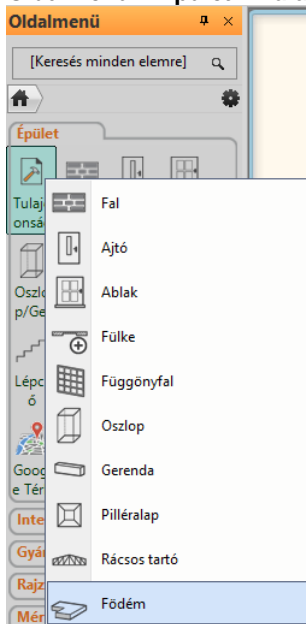 Oldalmenü
[Keresés minden elemre]
Épület
Tulaj
onsá
Fal
Ajtó
Oszlo
p/Ge
Ablak
Fülke
Lépc
ő
Függönyfal
Oszlop
Goog
e Tér
Gerenda
Inte
Pilléralap
Gyá
Rácsos tartó
Rajz
Födém
Mér